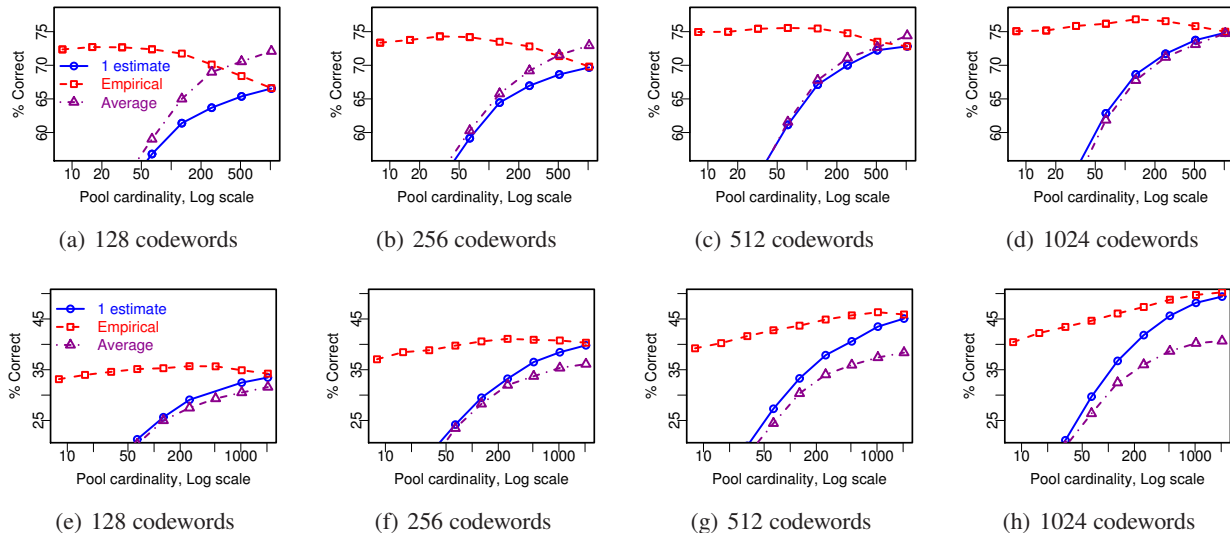 75
70
65
60
% Correct
1 estimate
Empirical
Average
10 20 50 200 500
Pool cardinality, Log scale
(a) 128 codewords
75
70
65
60
% Correct
10 20 50 200 500
Pool cardinality, Log scale
(b) 256 codewords
75
70
65
60
% Correct
10 20 50 200 500
Pool cardinality, Log scale
(c) 512 codewords
75
70
65
60
% Correct
10 20 50 200 500
Pool cardinality, Log scale
(d) 1024 codewords
45
35
25
% Correct
1 estimate
Empirical
Average
10 50 200 1000
Pool cardinality, Log scale
(e) 128 codewords
45
35
25
% Correct
10 50 200 1000
Pool cardinality, Log scale
(f) 256 codewords
45
35
25
% Correct
10 50 200 1000
Pool cardinality, Log scale
(g) 512 codewords
45
35
25
% Correct
10 50 200 1000
Pool cardinality, Log scale
(h) 1024 codewords